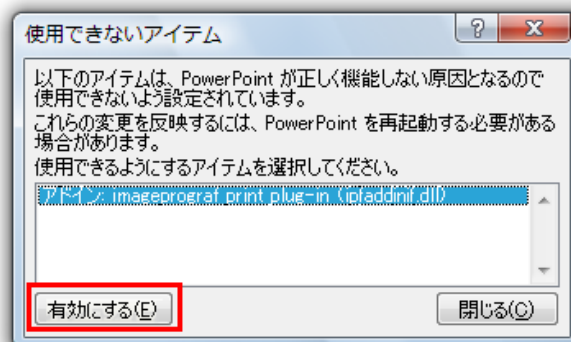 使用できないアイテム
以下のアイテムは、PowerPoint が正しく機能しない原因となるので
使用できないよう設定されています。
これらの変更を反映するには、PowerPoint を再起動する必要がある
場合があります。
使用できるようにするアイテムを選択してください。
アドイン: imageprograf print plug-in (ipfaddinif.dll)
有効にする(E) 閉じる(C)